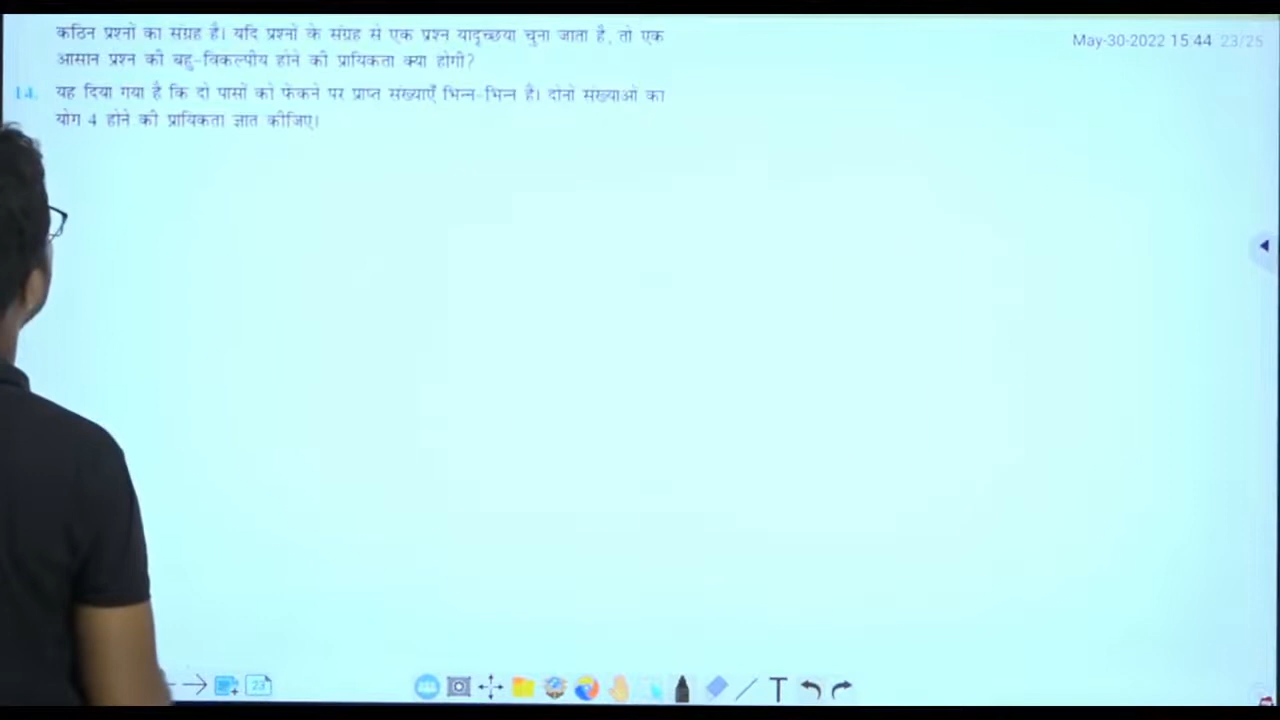 कठिन प्रश्नों का संग्रह है। यदि प्रश्नों के संग्रह से एक प्रश्न यादृच्छया चुना जाता है, तो एक
आसान प्रश्न की बहु-विकल्पीय होने की प्रायिकता क्या होगी?
May-30-2022 15:44 23/25
14. यह दिया गया है कि दो पासों को फेंकने पर प्राप्त संख्याएँ भिन्न-भिन्न है। दोनो संख्याओं का
योग 4 होने की प्रायिकता ज्ञात कीजिए।
23
T